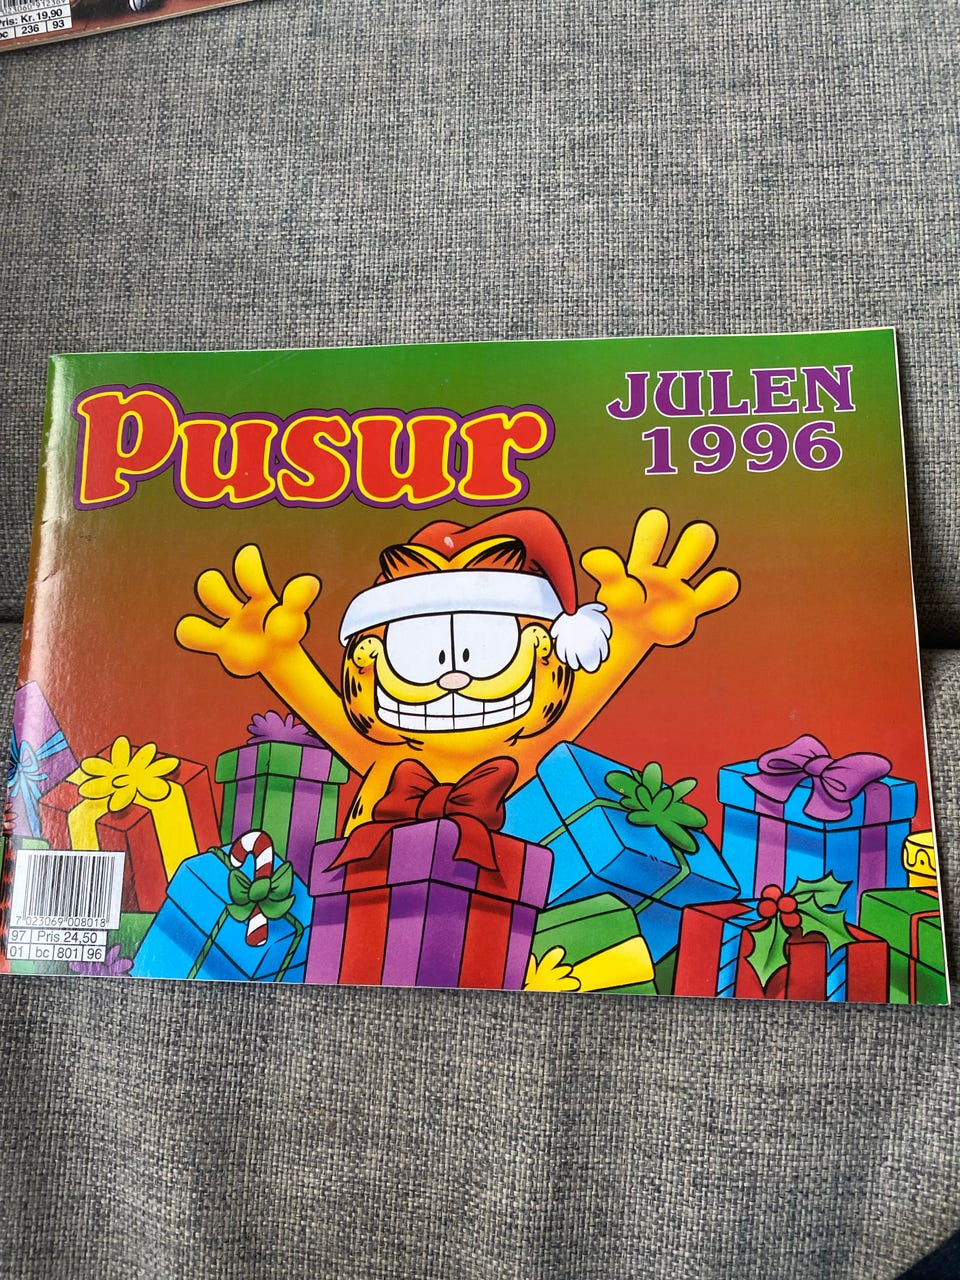 Pris: Kr. 19,90
bc 236 93
Pusur
JULEN
1996
7 023069 008018
97 Pris 24,50
01 bc 801 96